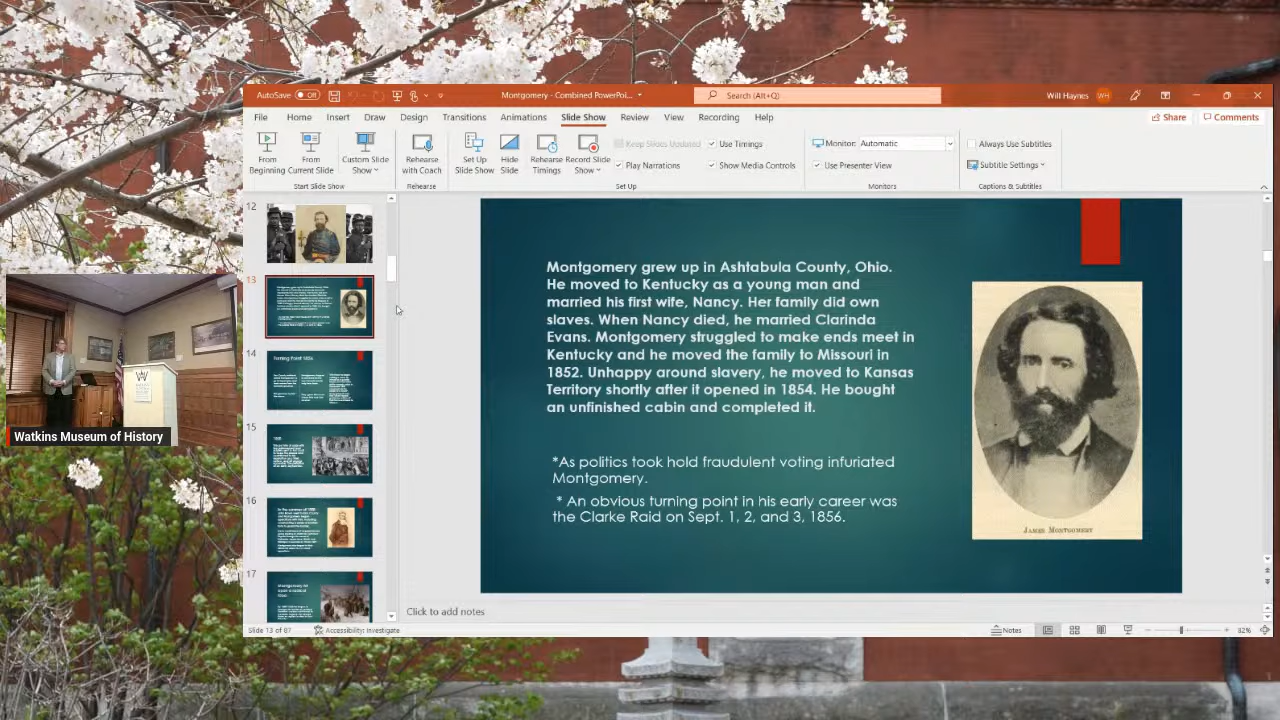 AutoSave Off
Montgomery - Combined PowerPoi...
Search (Alt+Q)
Will Haynes WH
File Home Insert Draw Design Transitions Animations Slide Show Review View Recording Help
Share Comments
From Beginning
From Current Slide
Custom Slide Show
Start Slide Show
Rehearse with Coach
Rehearse
Set Up Slide Show
Hide Slide
Rehearse Timings
Record Slide Show
Keep Slides Updated
Play Narrations
Use Timings
Show Media Controls
Set Up
Monitor: Automatic
Use Presenter View
Monitors
Always Use Subtitles
Subtitle Settings
Captions & Subtitles
12
13
14
Turning Point 1856
15
16
17
Montgomery grew up in Ashtabula County, Ohio.
He moved to Kentucky as a young man and
married his first wife, Nancy. Her family did own
slaves. When Nancy died, he married Clarinda
Evans. Montgomery struggled to make ends meet in
Kentucky and he moved the family to Missouri in
1852. Unhappy around slavery, he moved to Kansas
Territory shortly after it opened in 1854. He bought
an unfinished cabin and completed it.
*As politics took hold fraudulent voting infuriated
Montgomery.
* An obvious turning point in his early career was
the Clarke Raid on Sept. 1, 2, and 3, 1856.
JAMES MONTGOMERY
Watkins Museum of History
Click to add notes
Slide 13 of 87
Accessibility: Investigate
Notes
82%